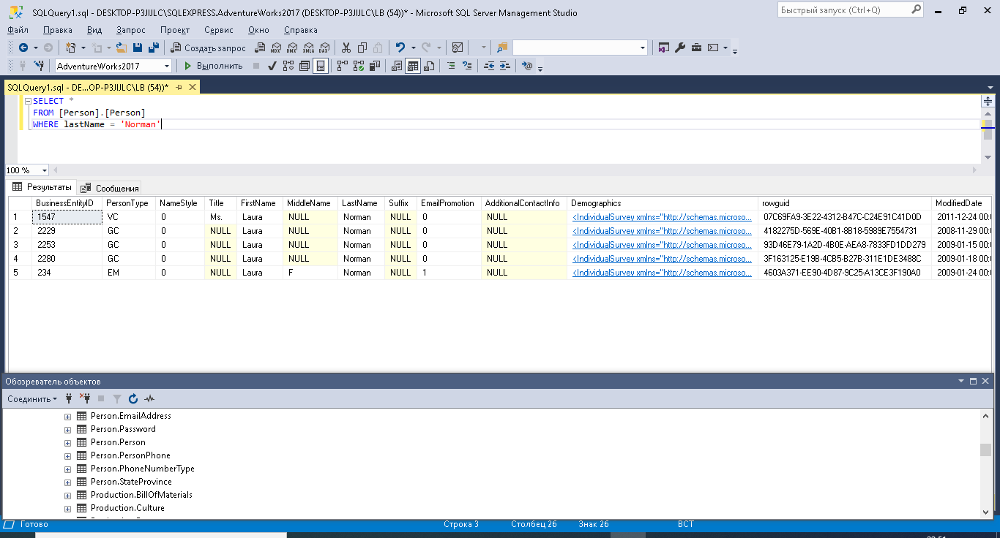 SQLQuery1.sql - DESKTOP-P3JIJLC\SQLEXPRESS.AdventureWorks2017 (DESKTOP-P3JIJLC\LB (54))* - Microsoft SQL Server Management Studio
Быстрый запуск (Ctrl+Q)
Файл Правка Вид Запрос Проект Сервис Окно Справка
Создать запрос MDX DMX XMLA DAX
AdventureWorks2017 Выполнить
SQLQuery1.sql - DE...OP-P3JIJLC\LB (54))*
SELECT *
FROM [Person].[Person]
WHERE lastName = 'Norman'
100 %
Результаты Сообщения
BusinessEntityID PersonType NameStyle Title FirstName MiddleName LastName Suffix EmailPromotion AdditionalContactInfo Demographics rowguid ModifiedDate
1 1547 VC 0 Ms. Laura NULL Norman NULL 0 NULL <IndividualSurvey xmlns="http://schemas.microso... 07C69FA9-3E22-4312-B47C-C24E91C41D0D 2011-12-24 00:
2 2229 GC 0 NULL Laura NULL Norman NULL 0 NULL <IndividualSurvey xmlns="http://schemas.microso... 4182275D-569E-40B1-8B18-5989E7554731 2008-11-29 00:
3 2253 GC 0 NULL Laura NULL Norman NULL 0 NULL <IndividualSurvey xmlns="http://schemas.microso... 93D46E79-1A2D-4B0E-AEA8-7833FD1DD279 2009-01-15 00:
4 2280 GC 0 NULL Laura NULL Norman NULL 0 NULL <IndividualSurvey xmlns="http://schemas.microso... 3F163125-E19B-4CB5-B27B-311E1DE3488C 2009-01-18 00:
5 234 EM 0 NULL Laura F Norman NULL 1 NULL <IndividualSurvey xmlns="http://schemas.microso... 4603A371-EE90-4D87-9C25-A13CE3F190A0 2009-01-24 00:
Обозреватель объектов
Соединить
Person.EmailAddress
Person.Password
Person.Person
Person.PersonPhone
Person.PhoneNumberType
Person.StateProvince
Production.BillOfMaterials
Production.Culture
Готово Строка 3 Столбец 26 Знак 26 ВСТ